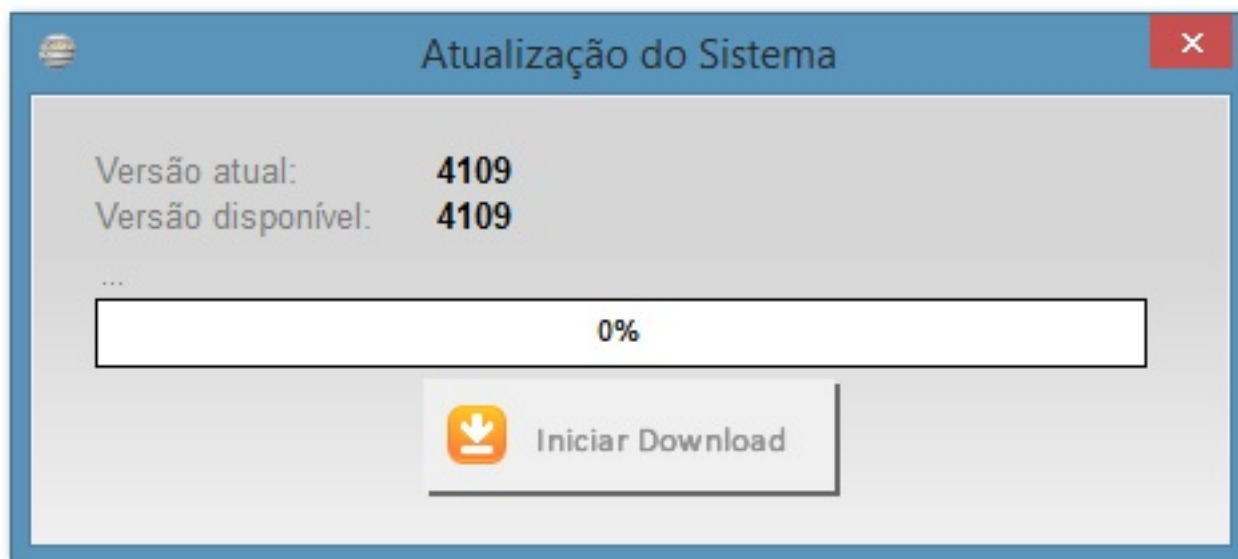 Atualização do Sistema
Versão atual: 4109
Versão disponível: 4109
...
0%
Iniciar Download